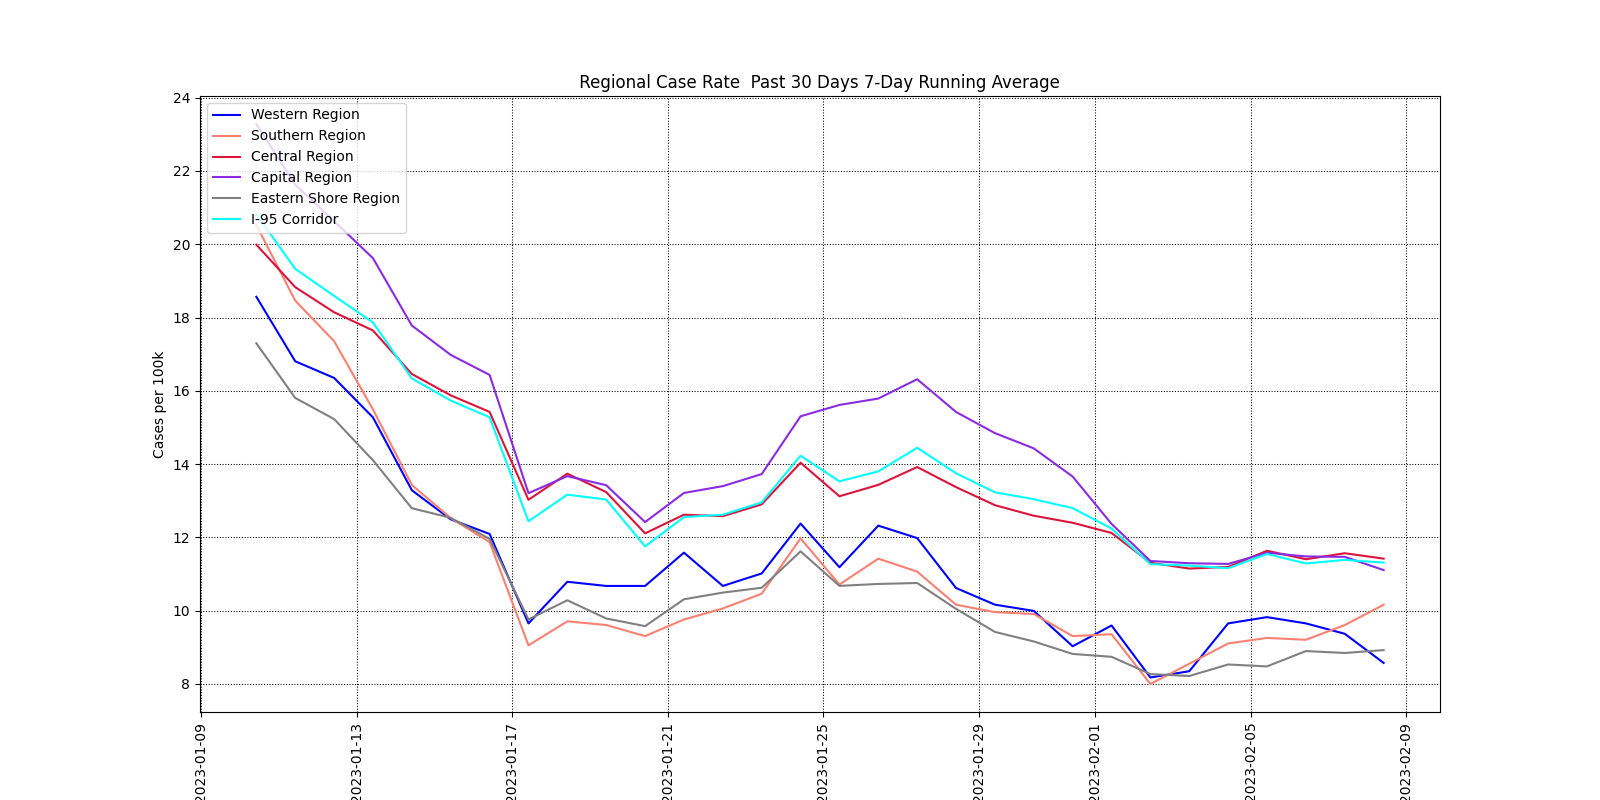 Regional Case Rate  Past 30 Days 7-Day Running Average
24
22
20
18
16
14
12
10
8
Cases per 100k
Western Region
Southern Region
Central Region
Capital Region
Eastern Shore Region
I-95 Corridor
2023-01-09
2023-01-13
2023-01-17
2023-01-21
2023-01-25
2023-01-29
2023-02-01
2023-02-05
2023-02-09